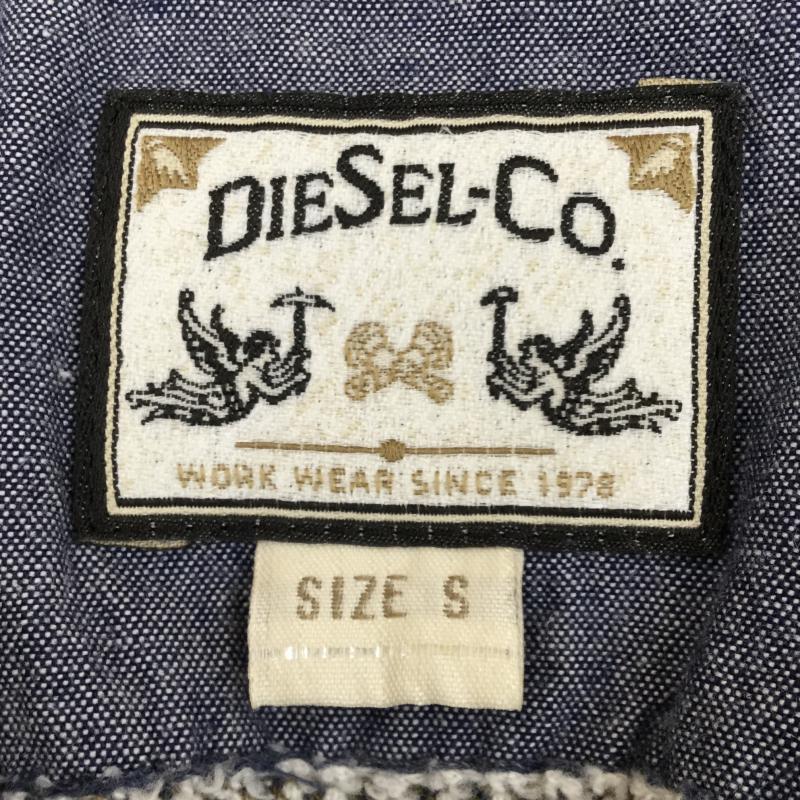 DIESEL-CO.
WORK WEAR SINCE 1978
SIZE S